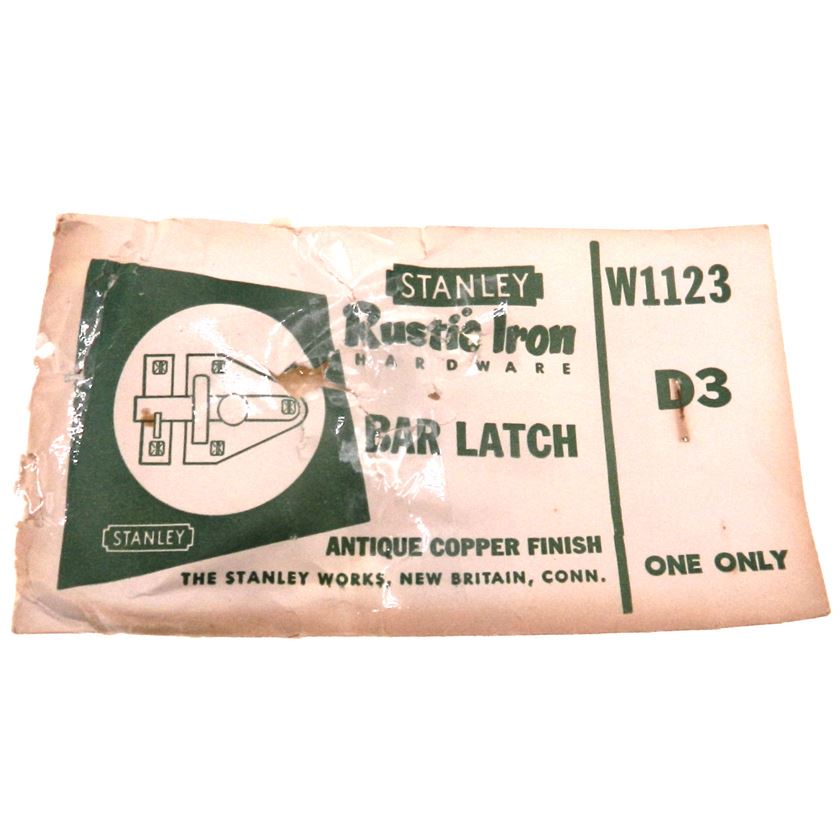 STANLEY
Rustic Iron
HARDWARE
BAR LATCH
STANLEY
ANTIQUE COPPER FINISH
THE STANLEY WORKS, NEW BRITAIN, CONN.
W1123
D3
ONE ONLY